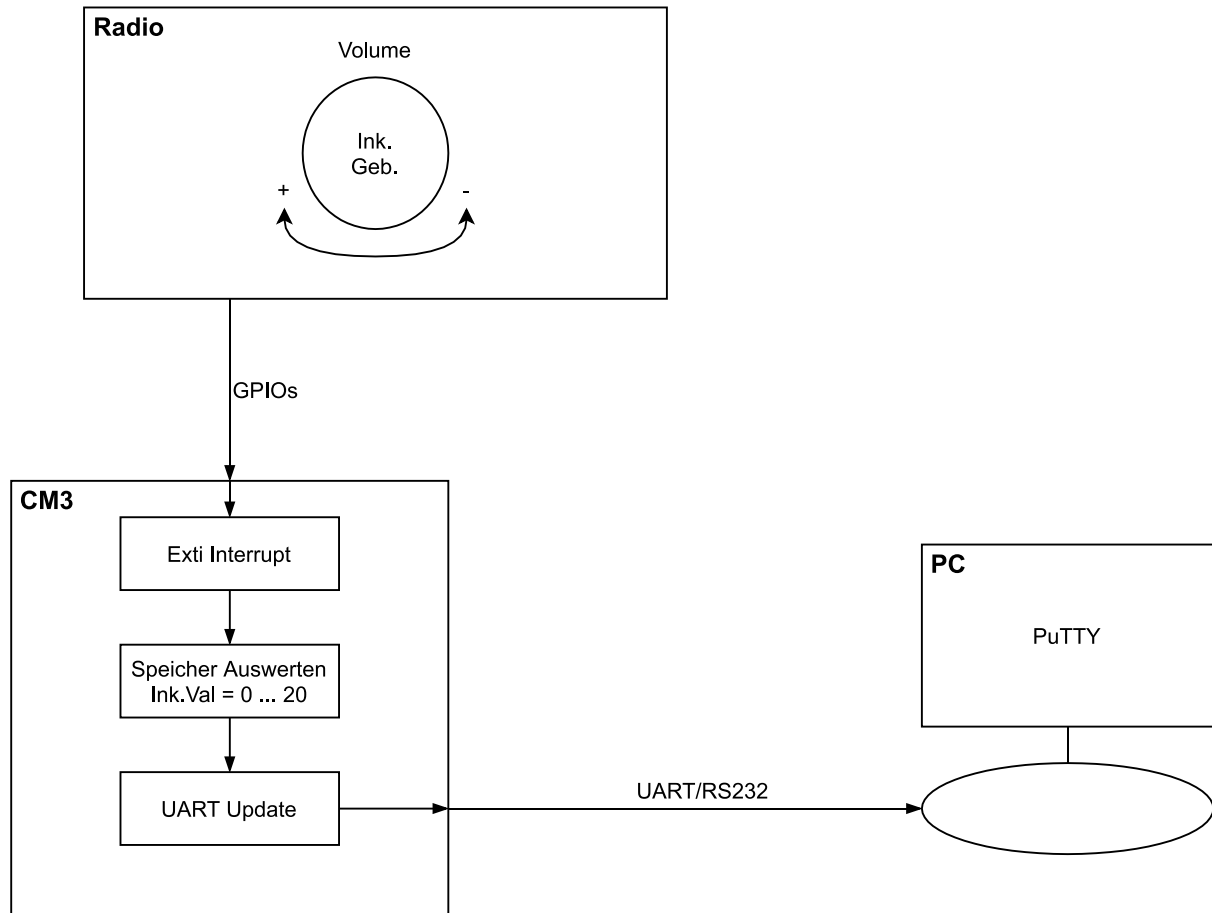 Radio
Volume
Ink.
Geb.
+
-
GPIOs
CM3
Exti Interrupt
Speicher Auswerten
Ink.Val = 0 ... 20
UART Update
UART/RS232
PC
PuTTY